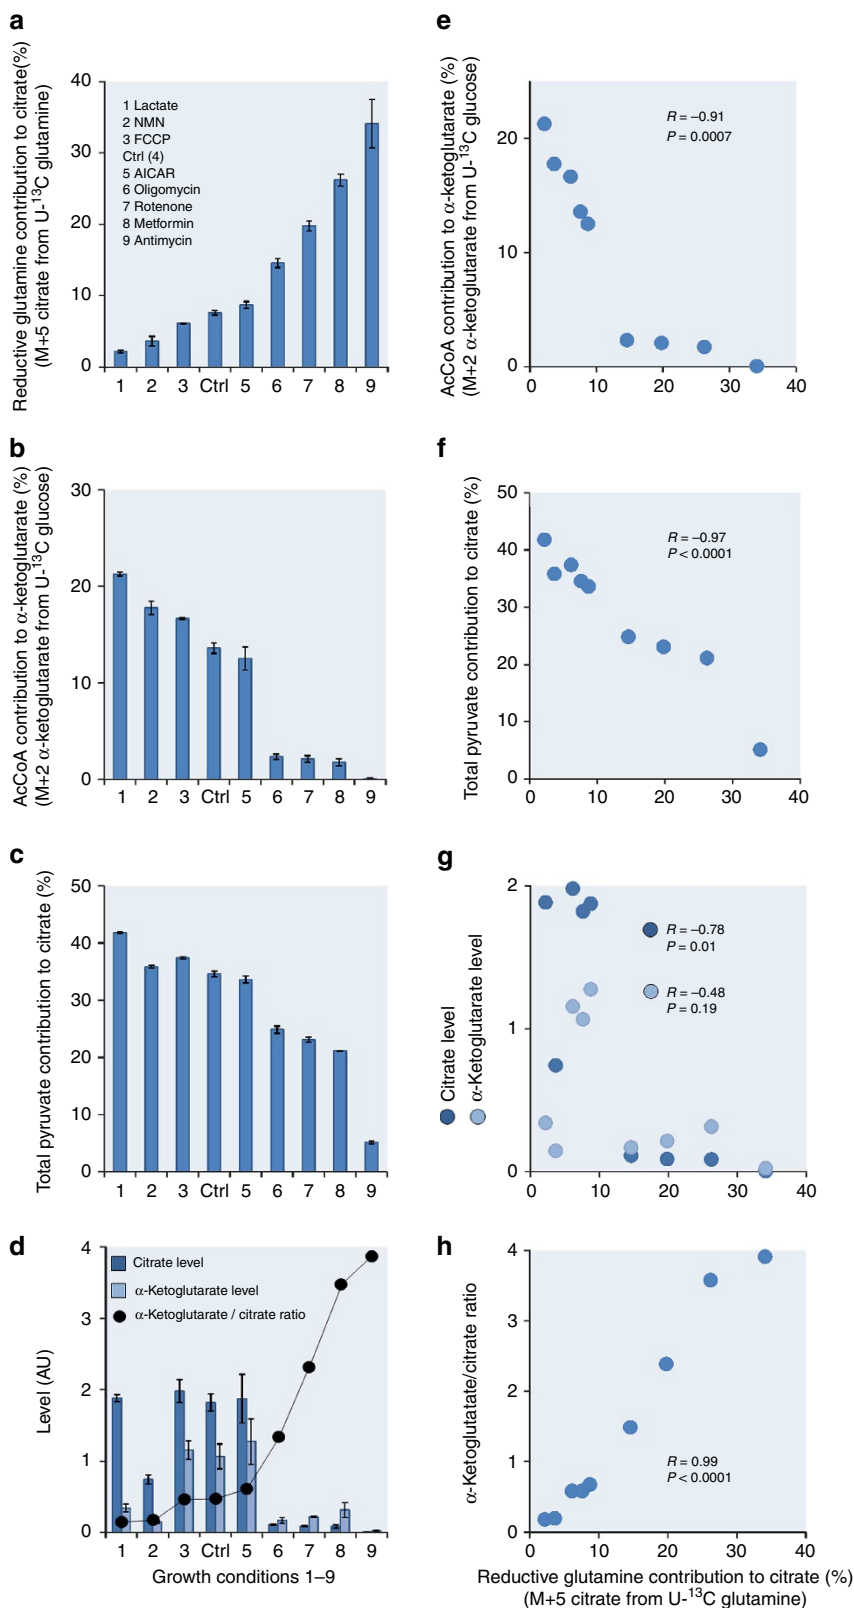 a
Reductive glutamine contribution to citrate(%)
(M+5 citrate from U-¹³C glutamine)
40
30
20
10
0
1 Lactate
2 NMN
3 FCCP
Ctrl (4)
5 AICAR
6 Oligomycin
7 Rotenone
8 Metformin
9 Antimycin
1 2 3 Ctrl 5 6 7 8 9
b
AcCoA contribution to α-ketoglutarate (%)
(M+2 α-ketoglutarate from U-¹³C glucose)
30
20
10
0
1 2 3 Ctrl 5 6 7 8 9
c
Total pyruvate contribution to citrate (%)
50
40
30
20
10
0
1 2 3 Ctrl 5 6 7 8 9
d
Level (AU)
4
3
2
1
0
Citrate level
α-Ketoglutarate level
α-Ketoglutarate / citrate ratio
1 2 3 Ctrl 5 6 7 8 9
Growth conditions 1–9
e
AcCoA contribution to α-ketoglutarate (%)
(M+2 α-ketoglutarate from U-¹³C glucose)
20
10
0
R = –0.91
P = 0.0007
0 10 20 30 40
f
Total pyruvate contribution to citrate (%)
50
40
30
20
10
0
R = –0.97
P < 0.0001
0 10 20 30 40
g
Citrate level
α-Ketoglutarate level
2
1
0
R = –0.78
P = 0.01
R = –0.48
P = 0.19
0 10 20 30 40
h
α-Ketoglutatate/citrate ratio
4
3
2
1
0
R = 0.99
P < 0.0001
0 10 20 30 40
Reductive glutamine contribution to citrate (%)
(M+5 citrate from U-¹³C glutamine)